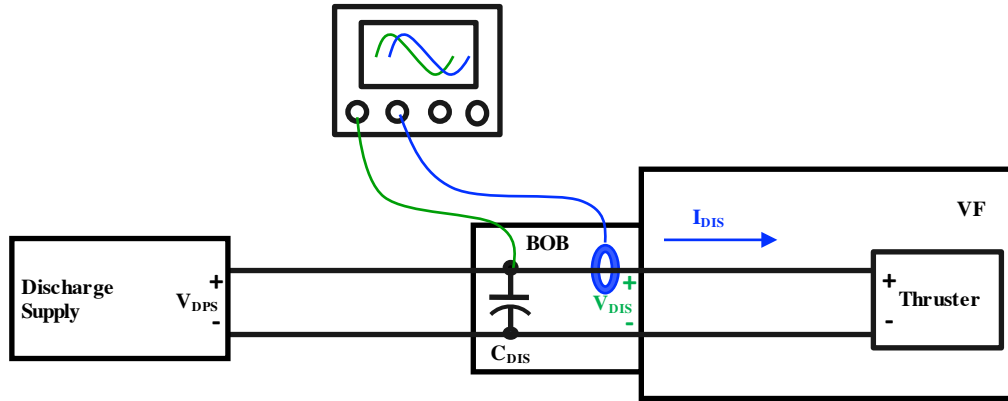 VF
I_DIS
BOB
Discharge
Supply
+
V_DPS
-
+
V_DIS
-
C_DIS
+
Thruster
-